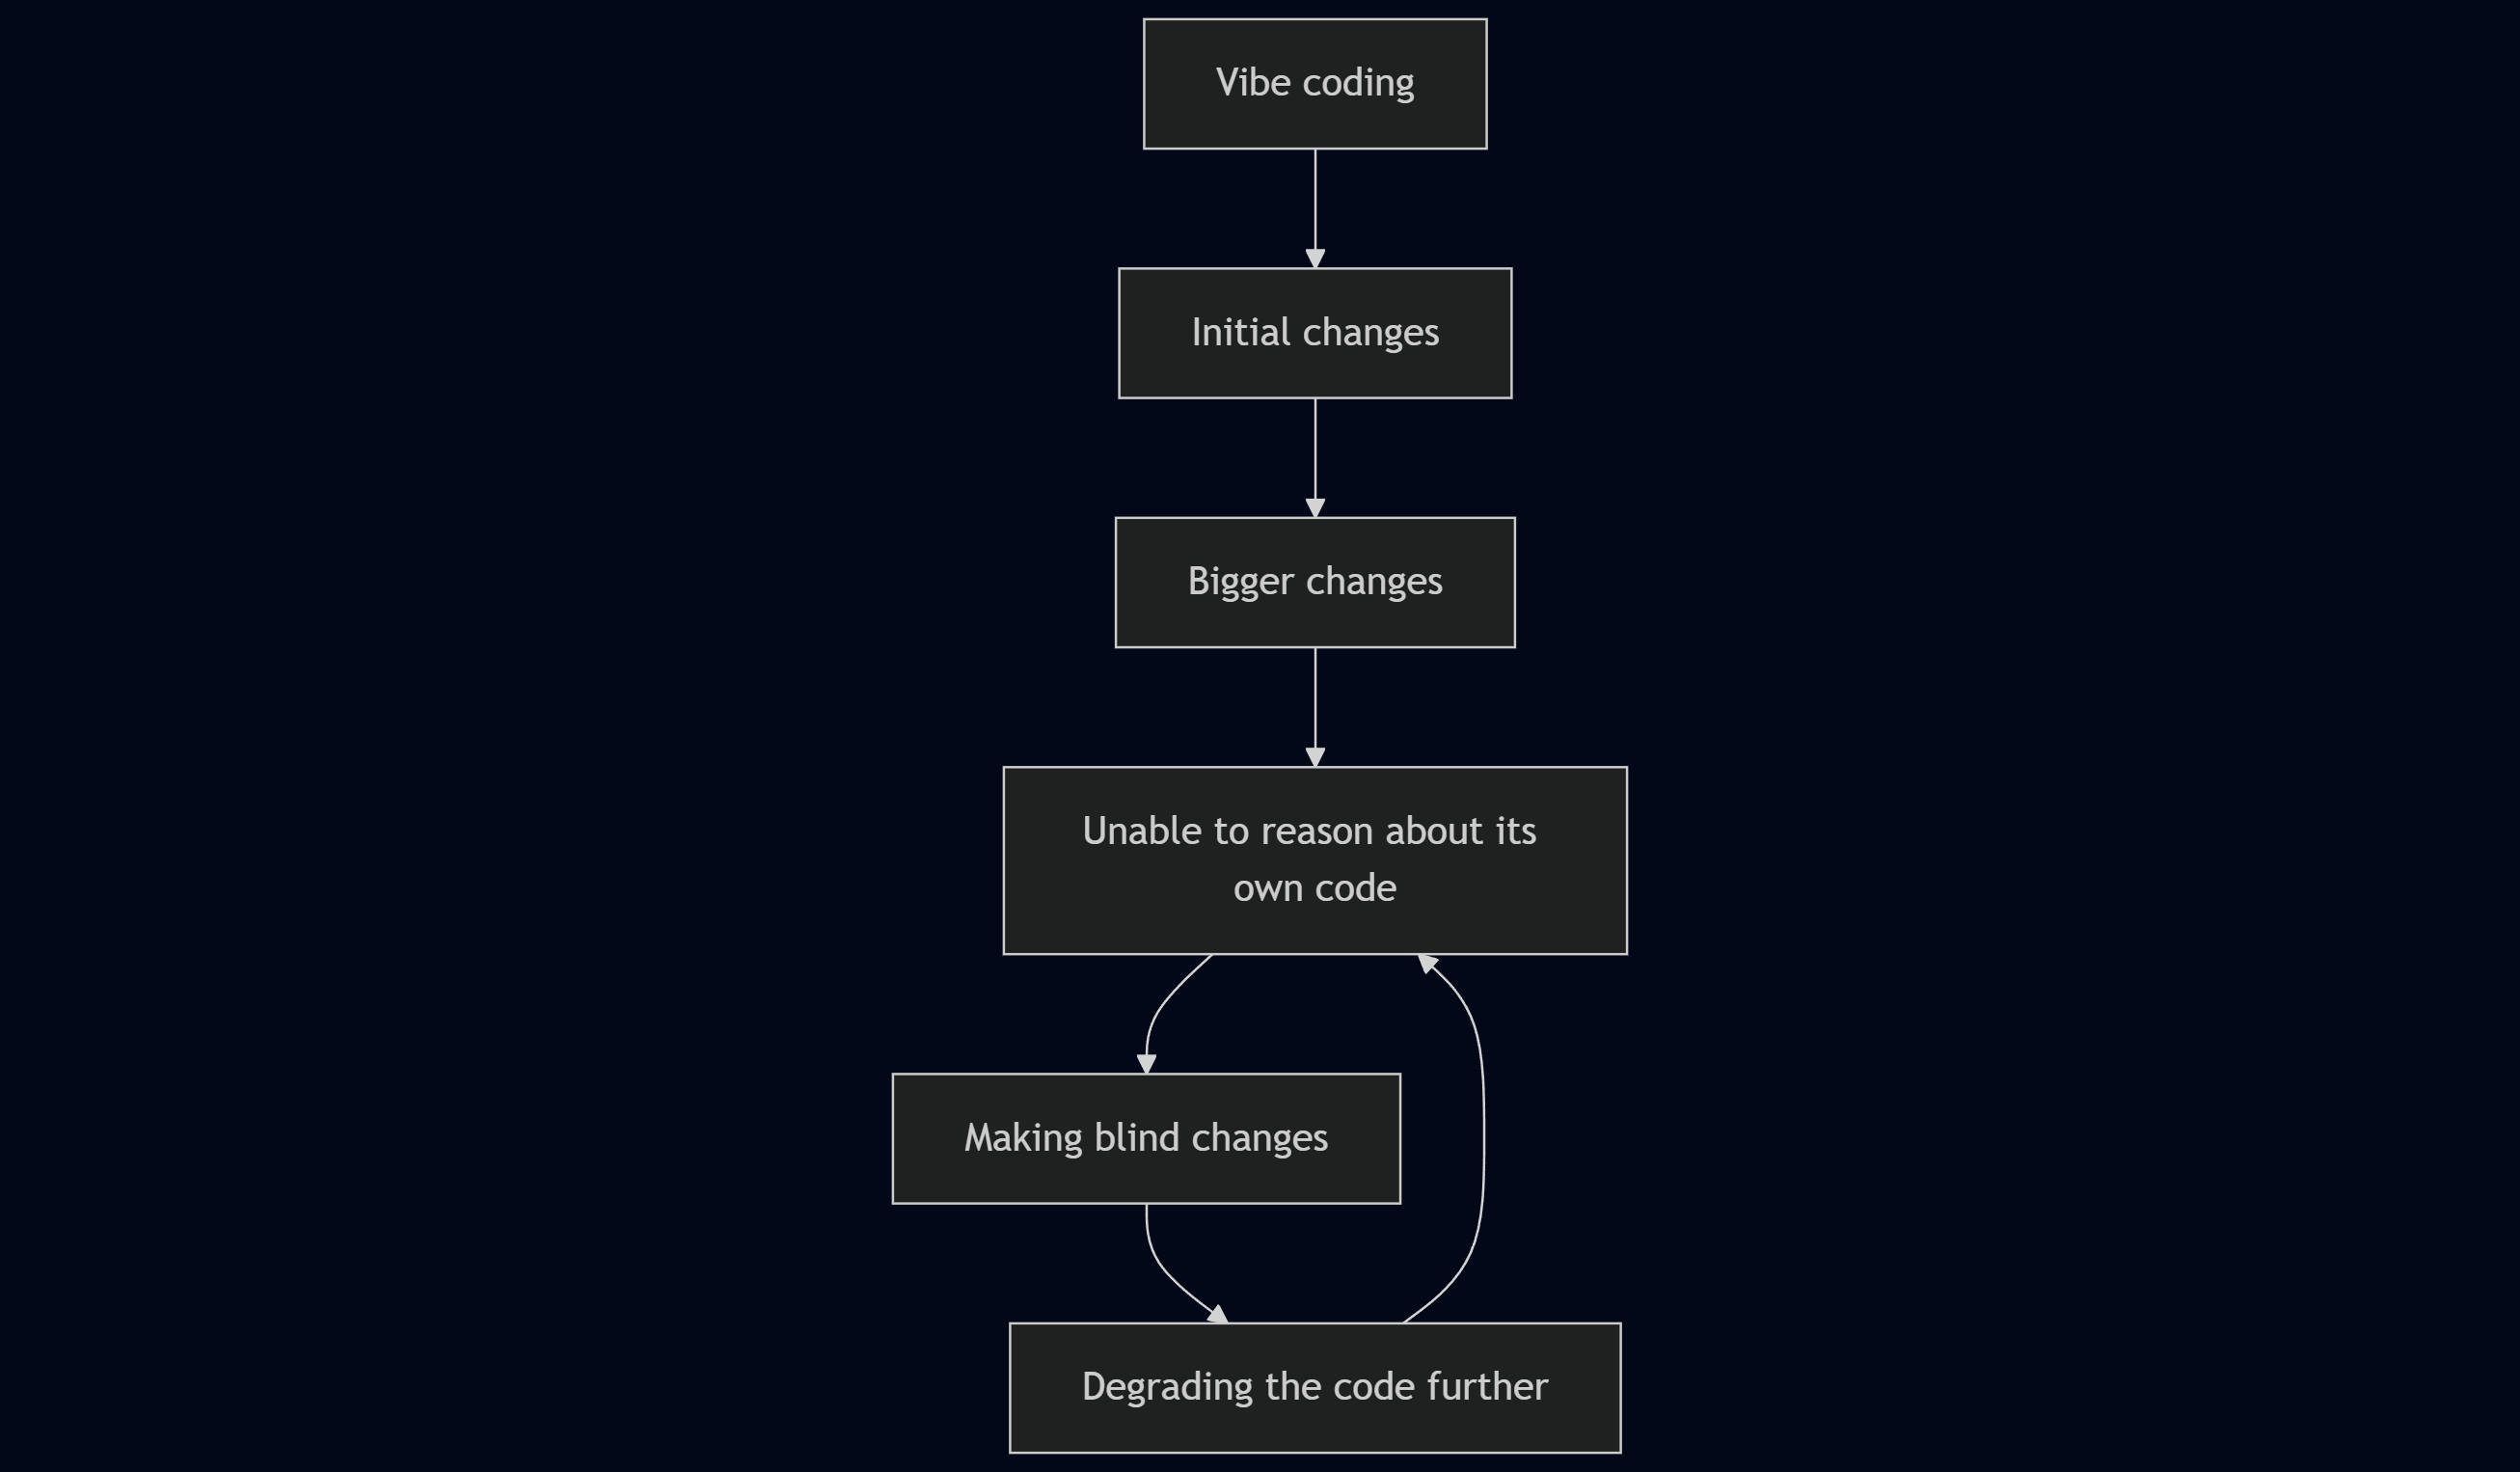 Vibe coding
Initial changes
Bigger changes
Unable to reason about its
own code
Making blind changes
Degrading the code further